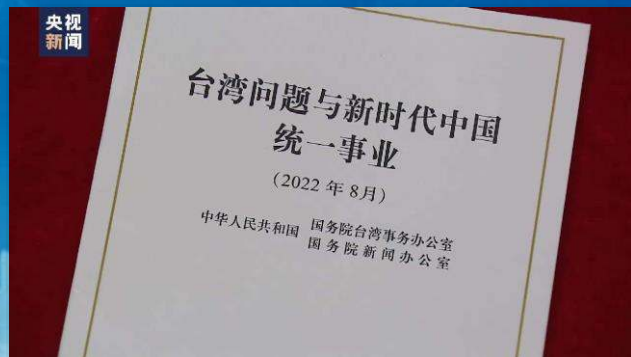 央视
新闻
台湾问题与新时代中国
统一事业
(2022 年 8月)
中华人民共和国 国务院台湾事务办公室
国务院新闻办公室